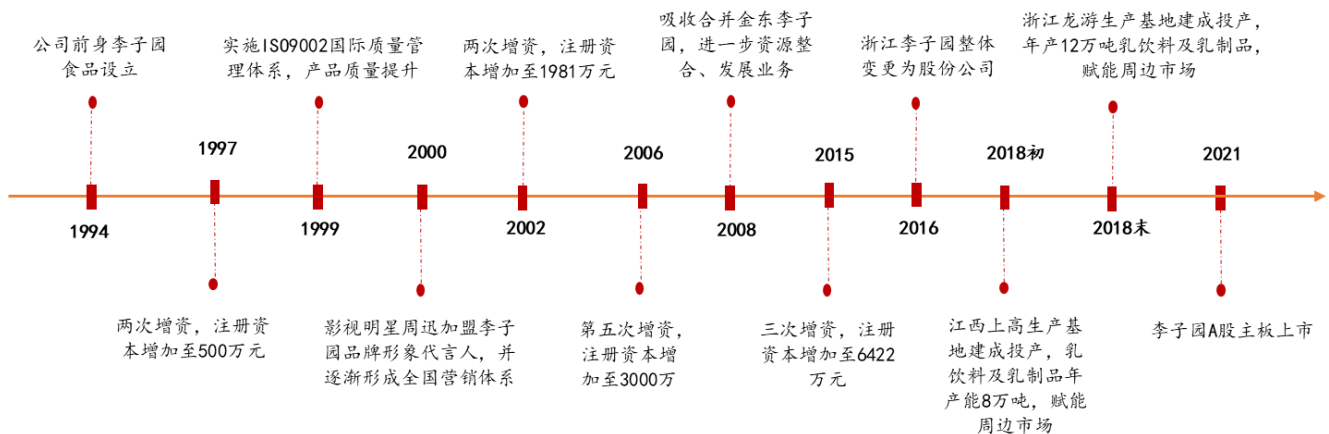 公司前身李子园
食品设立
1994
1997
两次增资，注册资
本增加至500万元
实施ISO9002国际质量管
理体系，产品质量提升
1999
2000
影视明星周迅加盟李子
园品牌形象代言人，并
逐渐形成全国营销体系
两次增资，注册资
本增加至1981万元
2002
2006
第五次增资，
注册资本增
加至3000万
吸收合并金东李子
园，进一步资源整
合、发展业务
2008
2015
三次增资，注册
资本增加至6422
万元
浙江李子园整体
变更为股份公司
2016
2018初
江西上高生产基
地建成投产，乳
饮料及乳制品年
产能8万吨，赋能
周边市场
浙江龙游生产基地建成投产，
年产12万吨乳饮料及乳制品，
赋能周边市场
2018末
2021
李子园A股主板上市